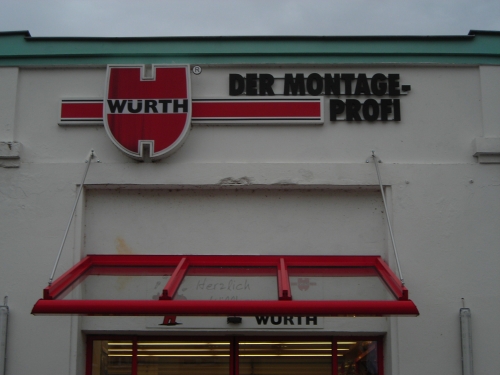 WÜRTH
®
DER MONTAGE-
PROFI
Herzlich
WÜRTH